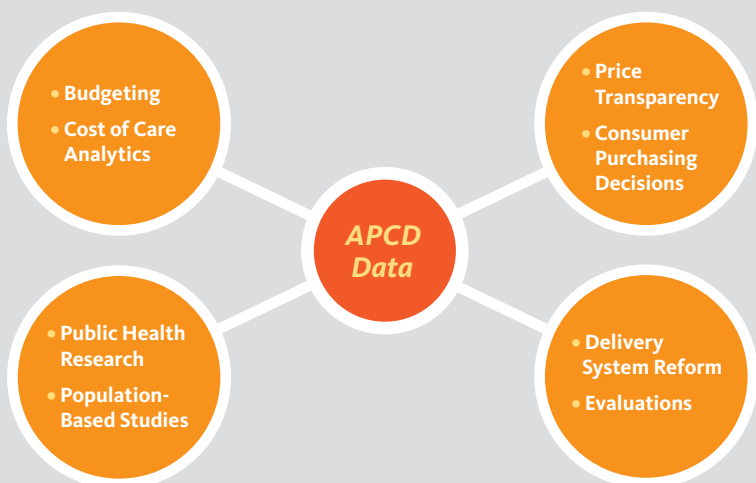 • Budgeting
• Cost of Care
Analytics
• Price
Transparency
• Consumer
Purchasing
Decisions
APCD
Data
• Public Health
Research
• Population-
Based Studies
• Delivery
System Reform
• Evaluations